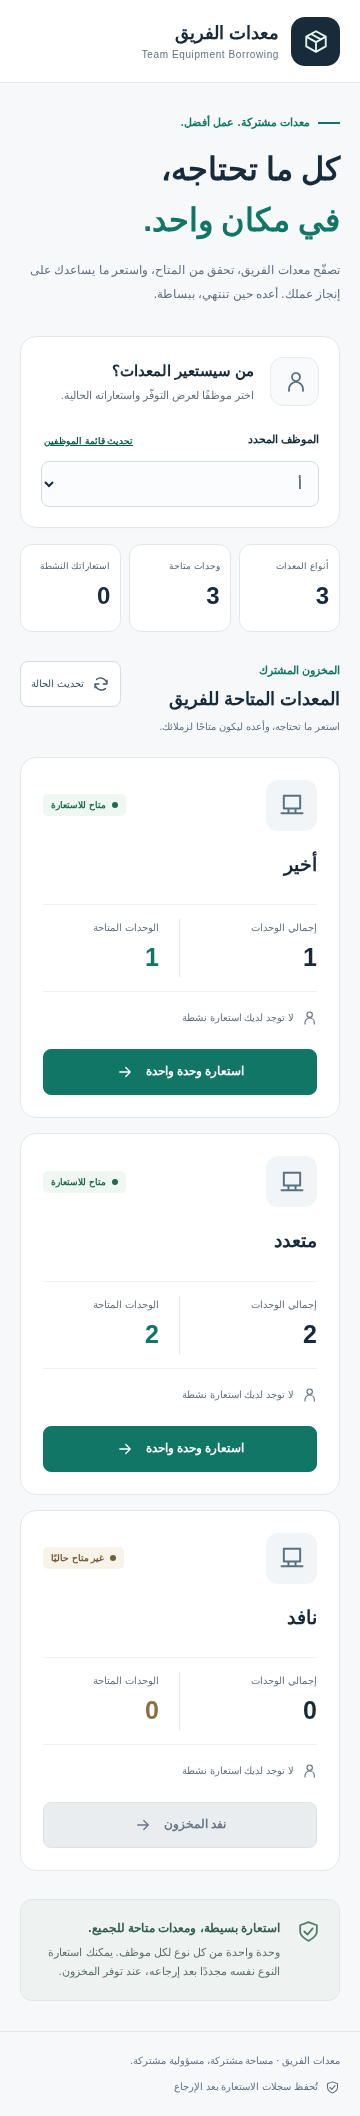 معدات الفريق
Team Equipment Borrowing
معدات مشتركة. عمل أفضل.
كل ما تحتاجه،
في مكان واحد.
تصفّح معدات الفريق، تحقق من المتاح، واستعر ما يساعدك على
إنجاز عملك. أعده حين تنتهي، ببساطة.
من سيستعير المعدات؟
اختر موظفًا لعرض التوفّر واستعاراته الحالية.
الموظف المحدد
تحديث قائمة الموظفين
أ
أنواع المعدات
3
وحدات متاحة
3
استعاراتك النشطة
0
المخزون المشترك
المعدات المتاحة للفريق
استعر ما تحتاجه، وأعده ليكون متاحًا لزملائك.
تحديث الحالة
متاح للاستعارة
أخير
إجمالي الوحدات
1
الوحدات المتاحة
1
لا توجد لديك استعارة نشطة
استعارة وحدة واحدة
متاح للاستعارة
متعدد
إجمالي الوحدات
2
الوحدات المتاحة
2
لا توجد لديك استعارة نشطة
استعارة وحدة واحدة
غير متاح حاليًا
نافد
إجمالي الوحدات
0
الوحدات المتاحة
0
لا توجد لديك استعارة نشطة
نفد المخزون
استعارة بسيطة، ومعدات متاحة للجميع.
وحدة واحدة من كل نوع لكل موظف. يمكنك استعارة
النوع نفسه مجددًا بعد إرجاعه، عند توفر المخزون.
معدات الفريق · مساحة مشتركة، مسؤولية مشتركة.
تُحفظ سجلات الاستعارة بعد الإرجاع